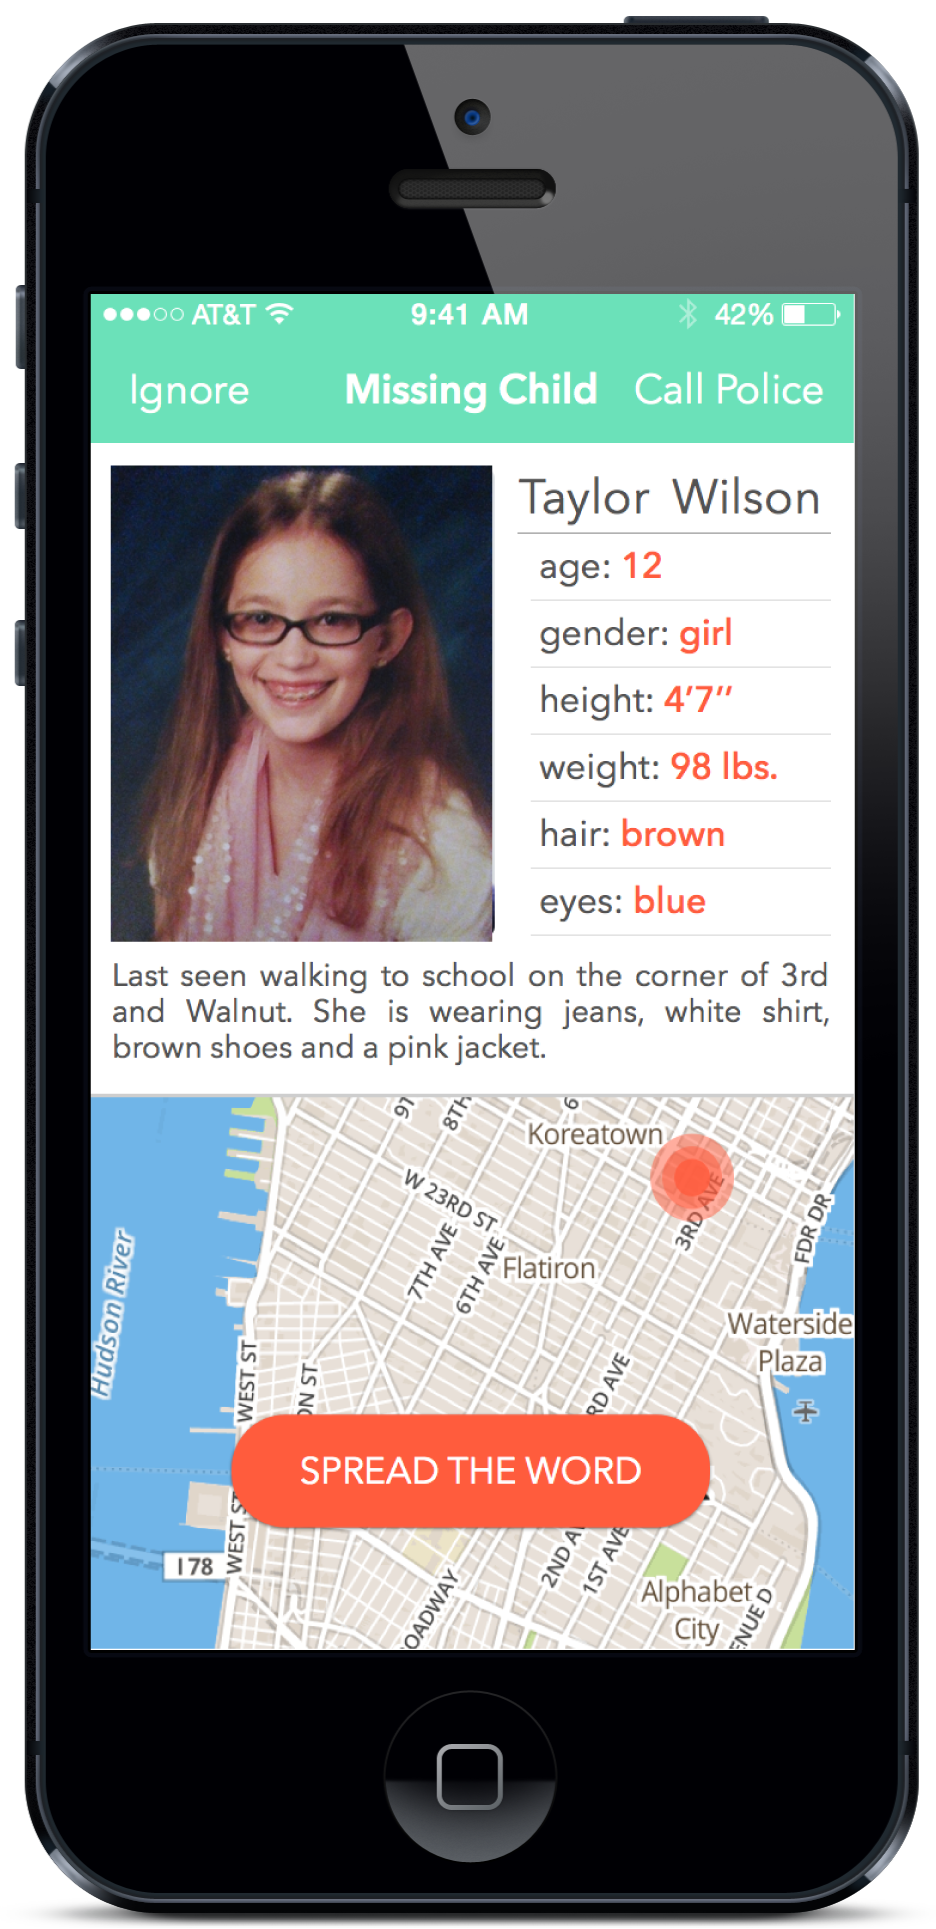 AT&T 9:41 AM 42%
Ignore Missing Child Call Police
Taylor Wilson
age: 12
gender: girl
height: 4'7''
weight: 98 lbs.
hair: brown
eyes: blue
Last seen walking to school on the corner of 3rd
and Walnut. She is wearing jeans, white shirt,
brown shoes and a pink jacket.
9T
8TH
6
Koreatown
W 23RD ST
3RD AVE
FDR DR
7TH AVE
6TH AVE
Flatiron
Hudson River
Waterside
Plaza
WEST ST
ON ST
RD AVE
SPREAD THE WORD
WEST S
I 78
2ND A
1ST AVE
Alphabet
City
ENUE D
OADWAY